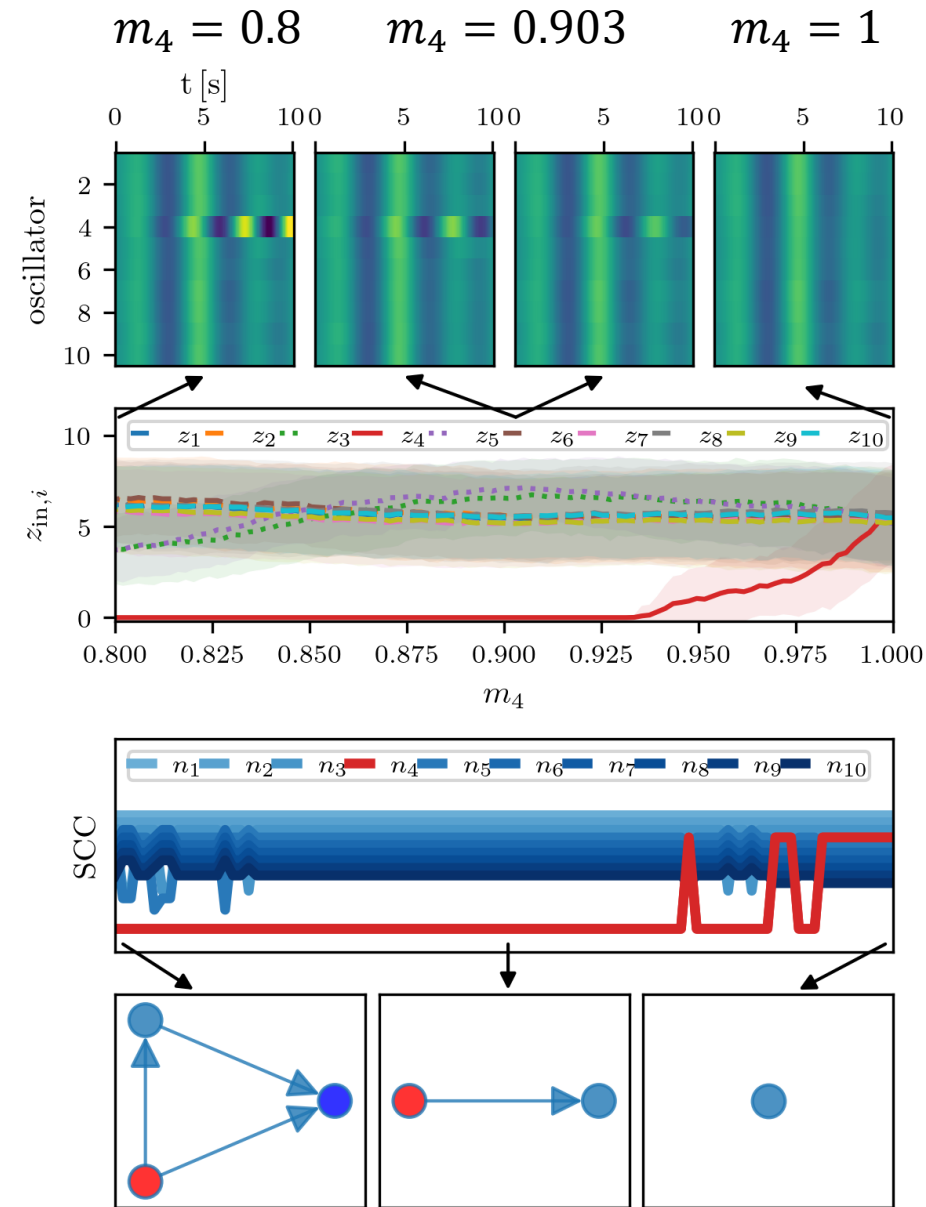 m₄ = 0.8 m₄ = 0.903 m₄ = 1
t [s]
0 5 10 0 5 10 0 5 10 0 5 10
oscillator
2
4
6
8
10
z_in,i
10
z₁ z₂ z₃ z₄ z₅ z₆ z₇ z₈ z₉ z₁₀
5
0
0.800 0.825 0.850 0.875 0.900 0.925 0.950 0.975 1.000
m₄
SCC
n₁ n₂ n₃ n₄ n₅ n₆ n₇ n₈ n₉ n₁₀